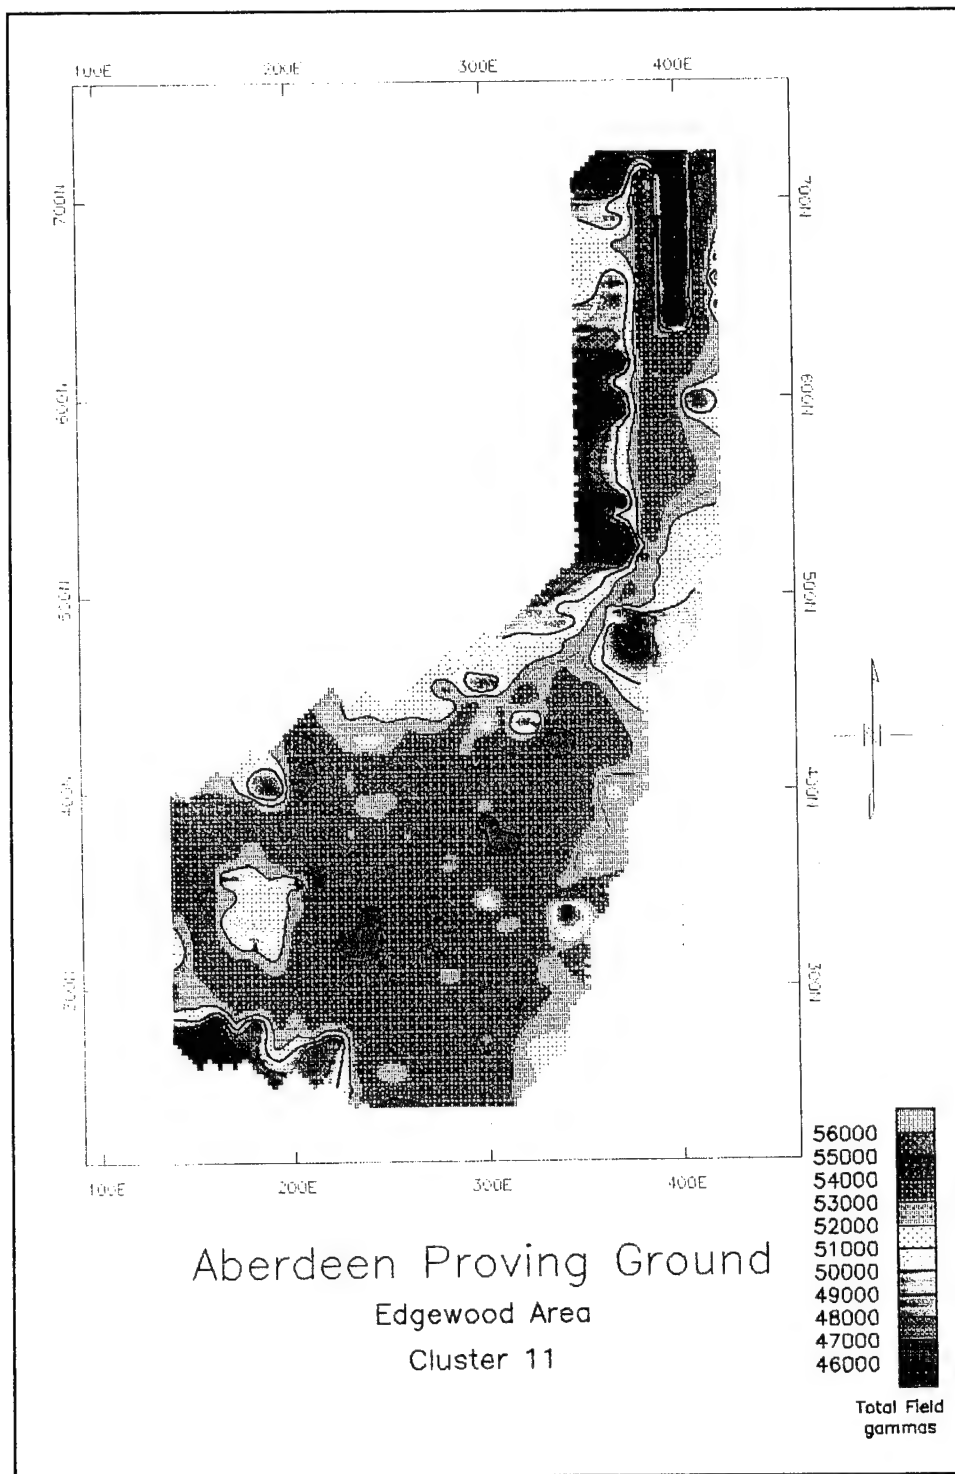 100E 200E 300E 400E
700N 700N
600N 600N
500N 500N
400N 400N
300N 300N
100E 200E 300E 400E
56000
55000
54000
53000
52000
51000
50000
49000
48000
47000
46000
Total Field
gammas
Aberdeen Proving Ground
Edgewood Area
Cluster 11